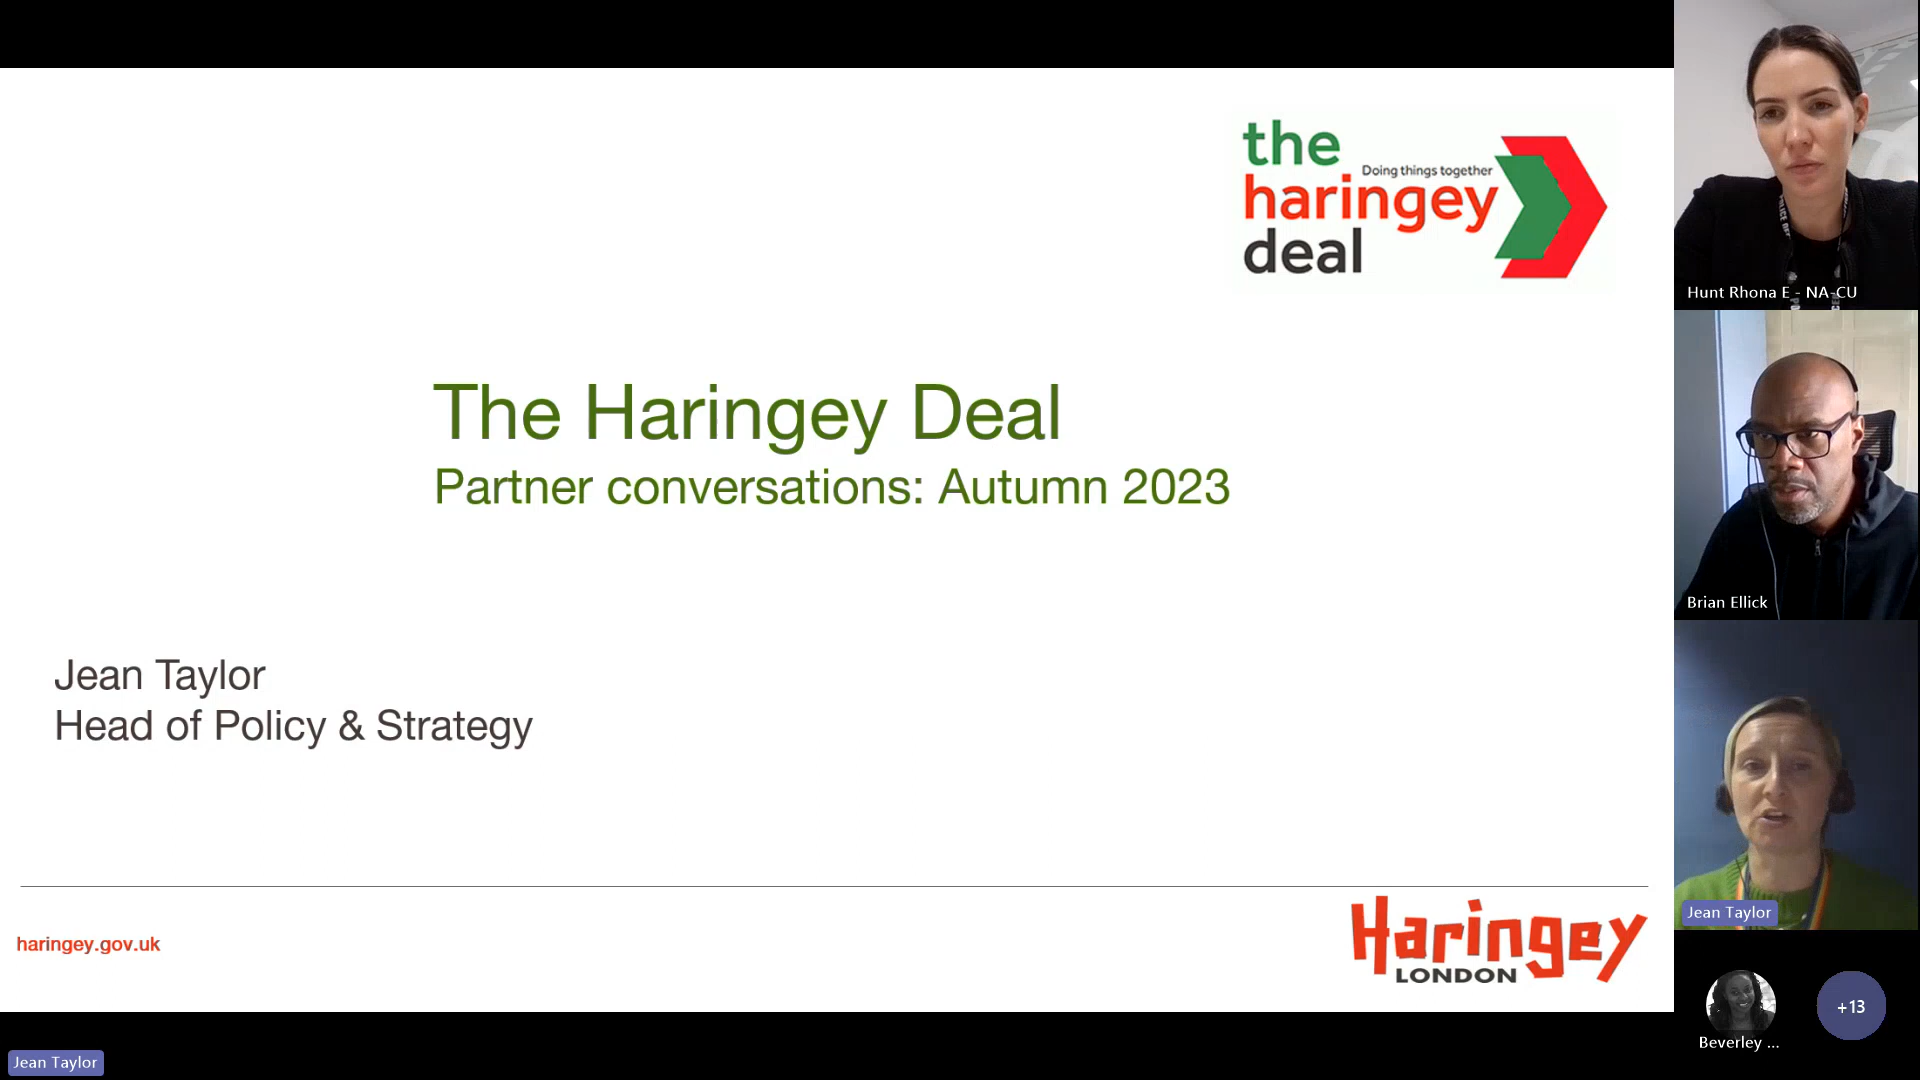 the
Doing things together
haringey
deal
The Haringey Deal
Partner conversations: Autumn 2023
Jean Taylor
Head of Policy & Strategy
haringey.gov.uk
Haringey
LONDON
Jean Taylor
Hunt Rhona E - NA-CU
Brian Ellick
Jean Taylor
Beverley ...
+13